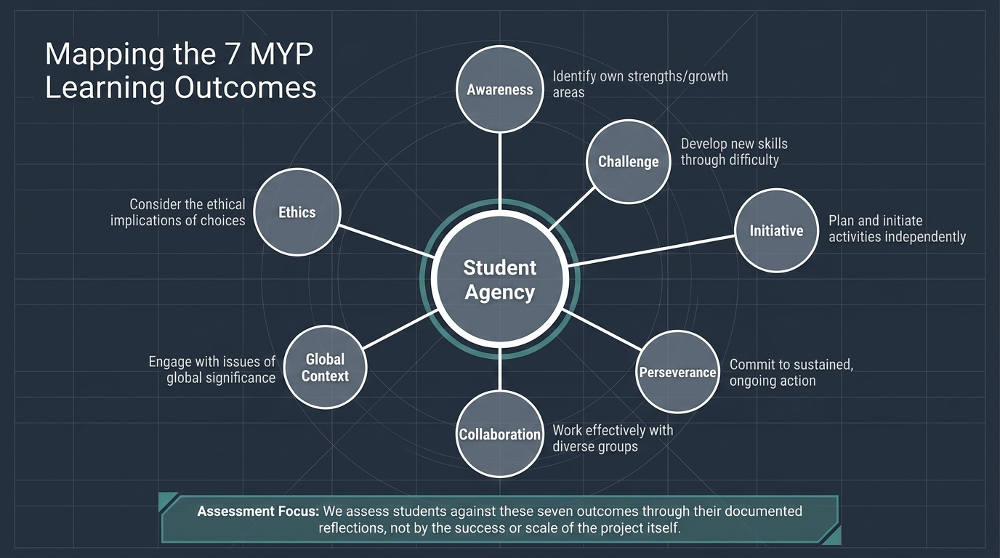 Mapping the 7 MYP
Learning Outcomes
Awareness
Identify own strengths/growth
areas
Challenge
Develop new skills
through difficulty
Initiative
Plan and initiate
activities independently
Perseverance
Commit to sustained,
ongoing action
Collaboration
Work effectively with
diverse groups
Global
Context
Engage with issues of
global significance
Ethics
Consider the ethical
implications of choices
Student
Agency
Assessment Focus: We assess students against these seven outcomes through their documented
reflections, not by the success or scale of the project itself.